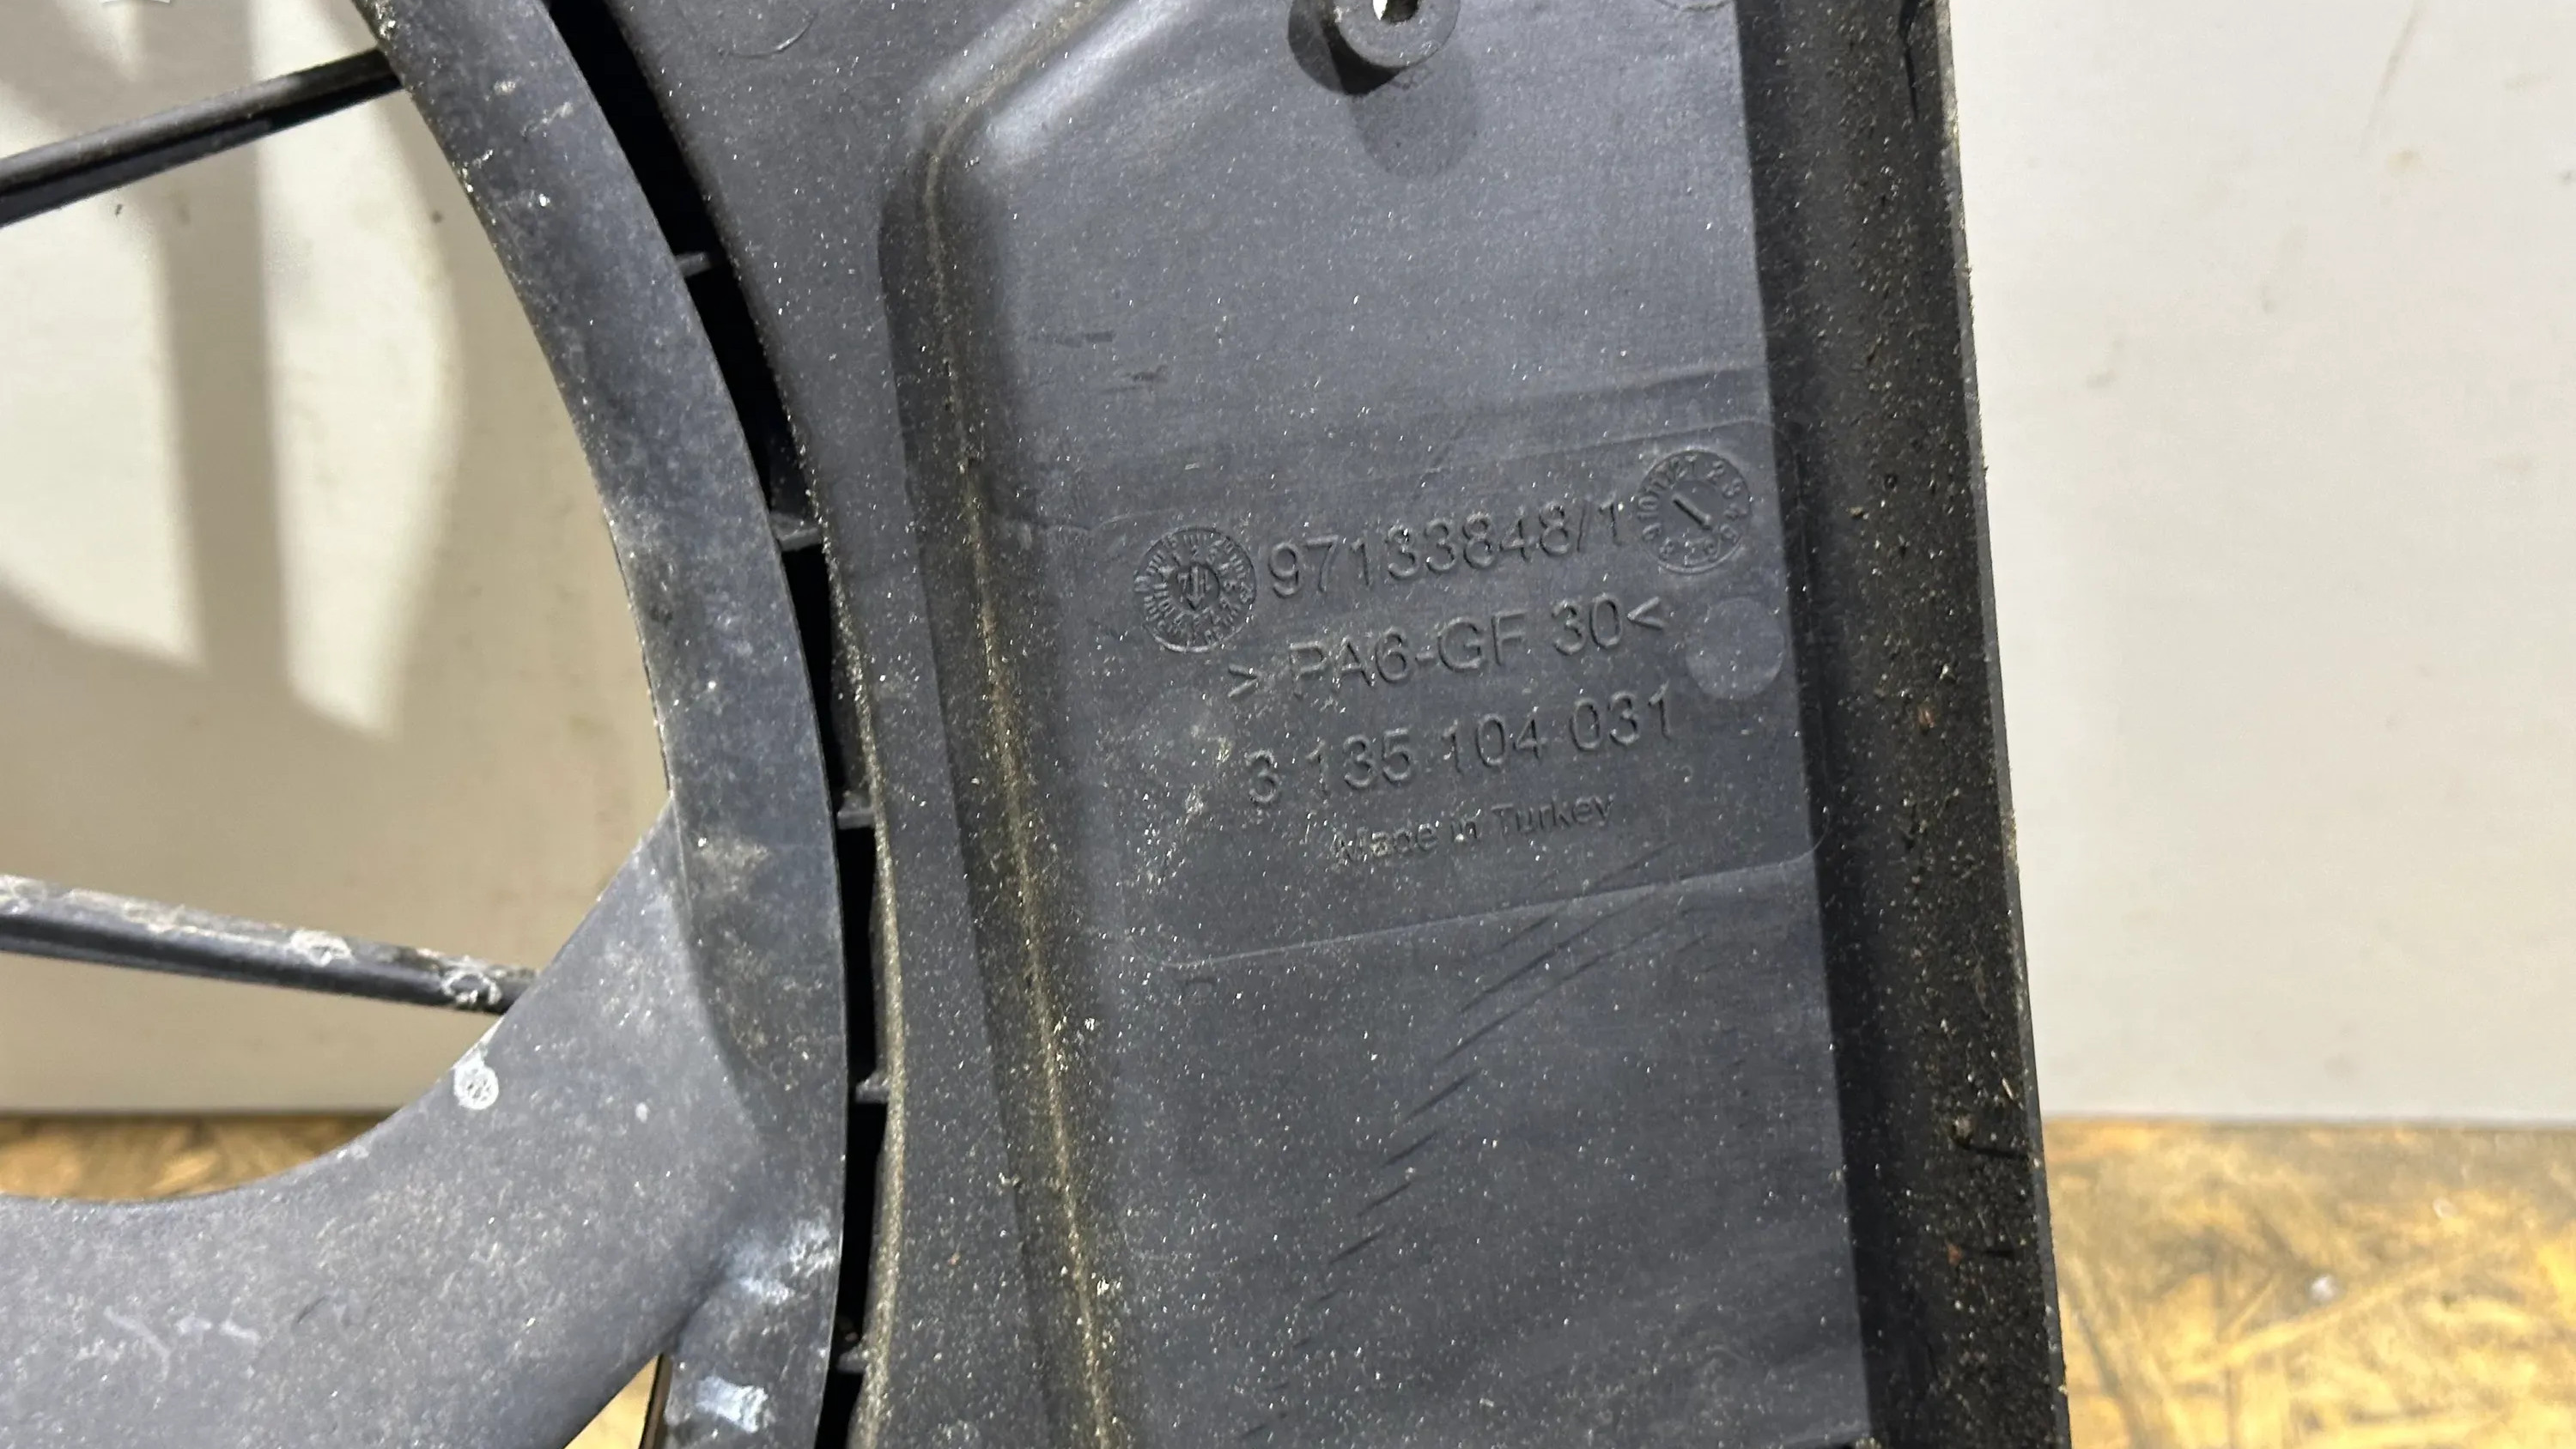 97133848/1
> PA6-GF 30<
3 135 104 031
Made in Turkey